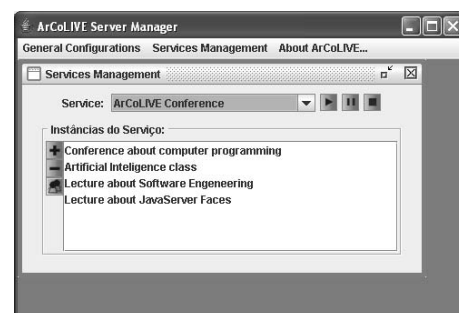 ArCoLIVE Server Manager
General Configurations Services Management About ArCoLIVE...
Services Management
Service: ArCoLIVE Conference
Instâncias do Serviço:
Conference about computer programming
Artificial Inteligence class
Lecture about Software Engeneering
Lecture about JavaServer Faces